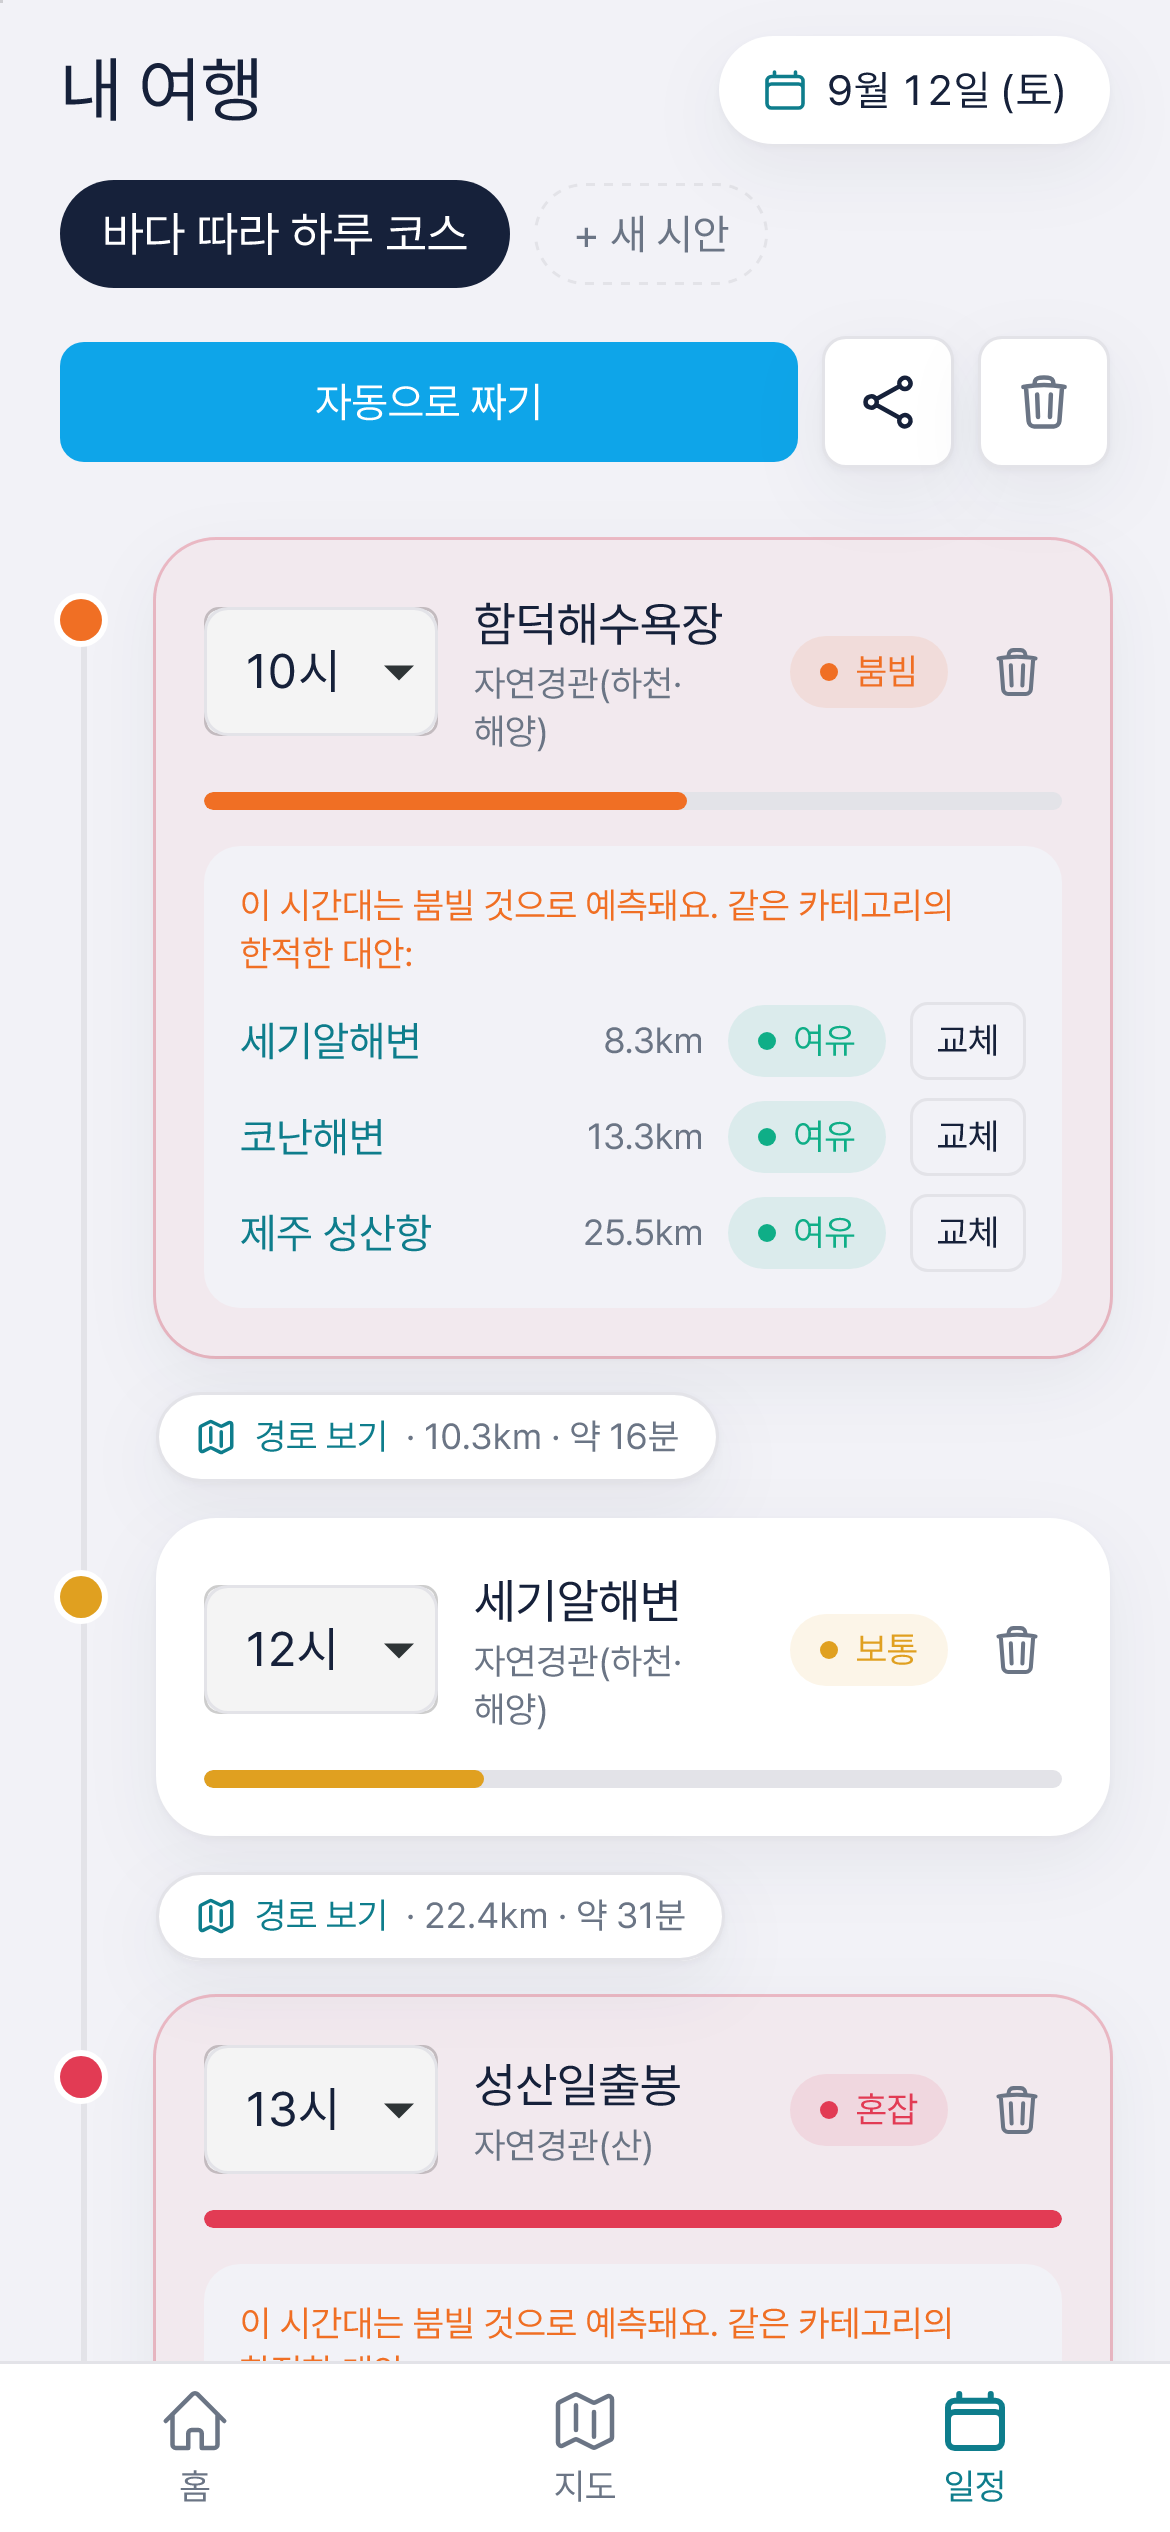 내 여행
9월 12일 (토)
바다 따라 하루 코스
+ 새 시안
자동으로 짜기
10시
함덕해수욕장
자연경관(하천·
해양)
붐빔
이 시간대는 붐빌 것으로 예측돼요. 같은 카테고리의
한적한 대안:
세기알해변 8.3km 여유 교체
코난해변 13.3km 여유 교체
제주 성산항 25.5km 여유 교체
경로 보기 · 10.3km · 약 16분
12시
세기알해변
자연경관(하천·
해양)
보통
경로 보기 · 22.4km · 약 31분
13시
성산일출봉
자연경관(산)
혼잡
이 시간대는 붐빌 것으로 예측돼요. 같은 카테고리의
홈
지도
일정